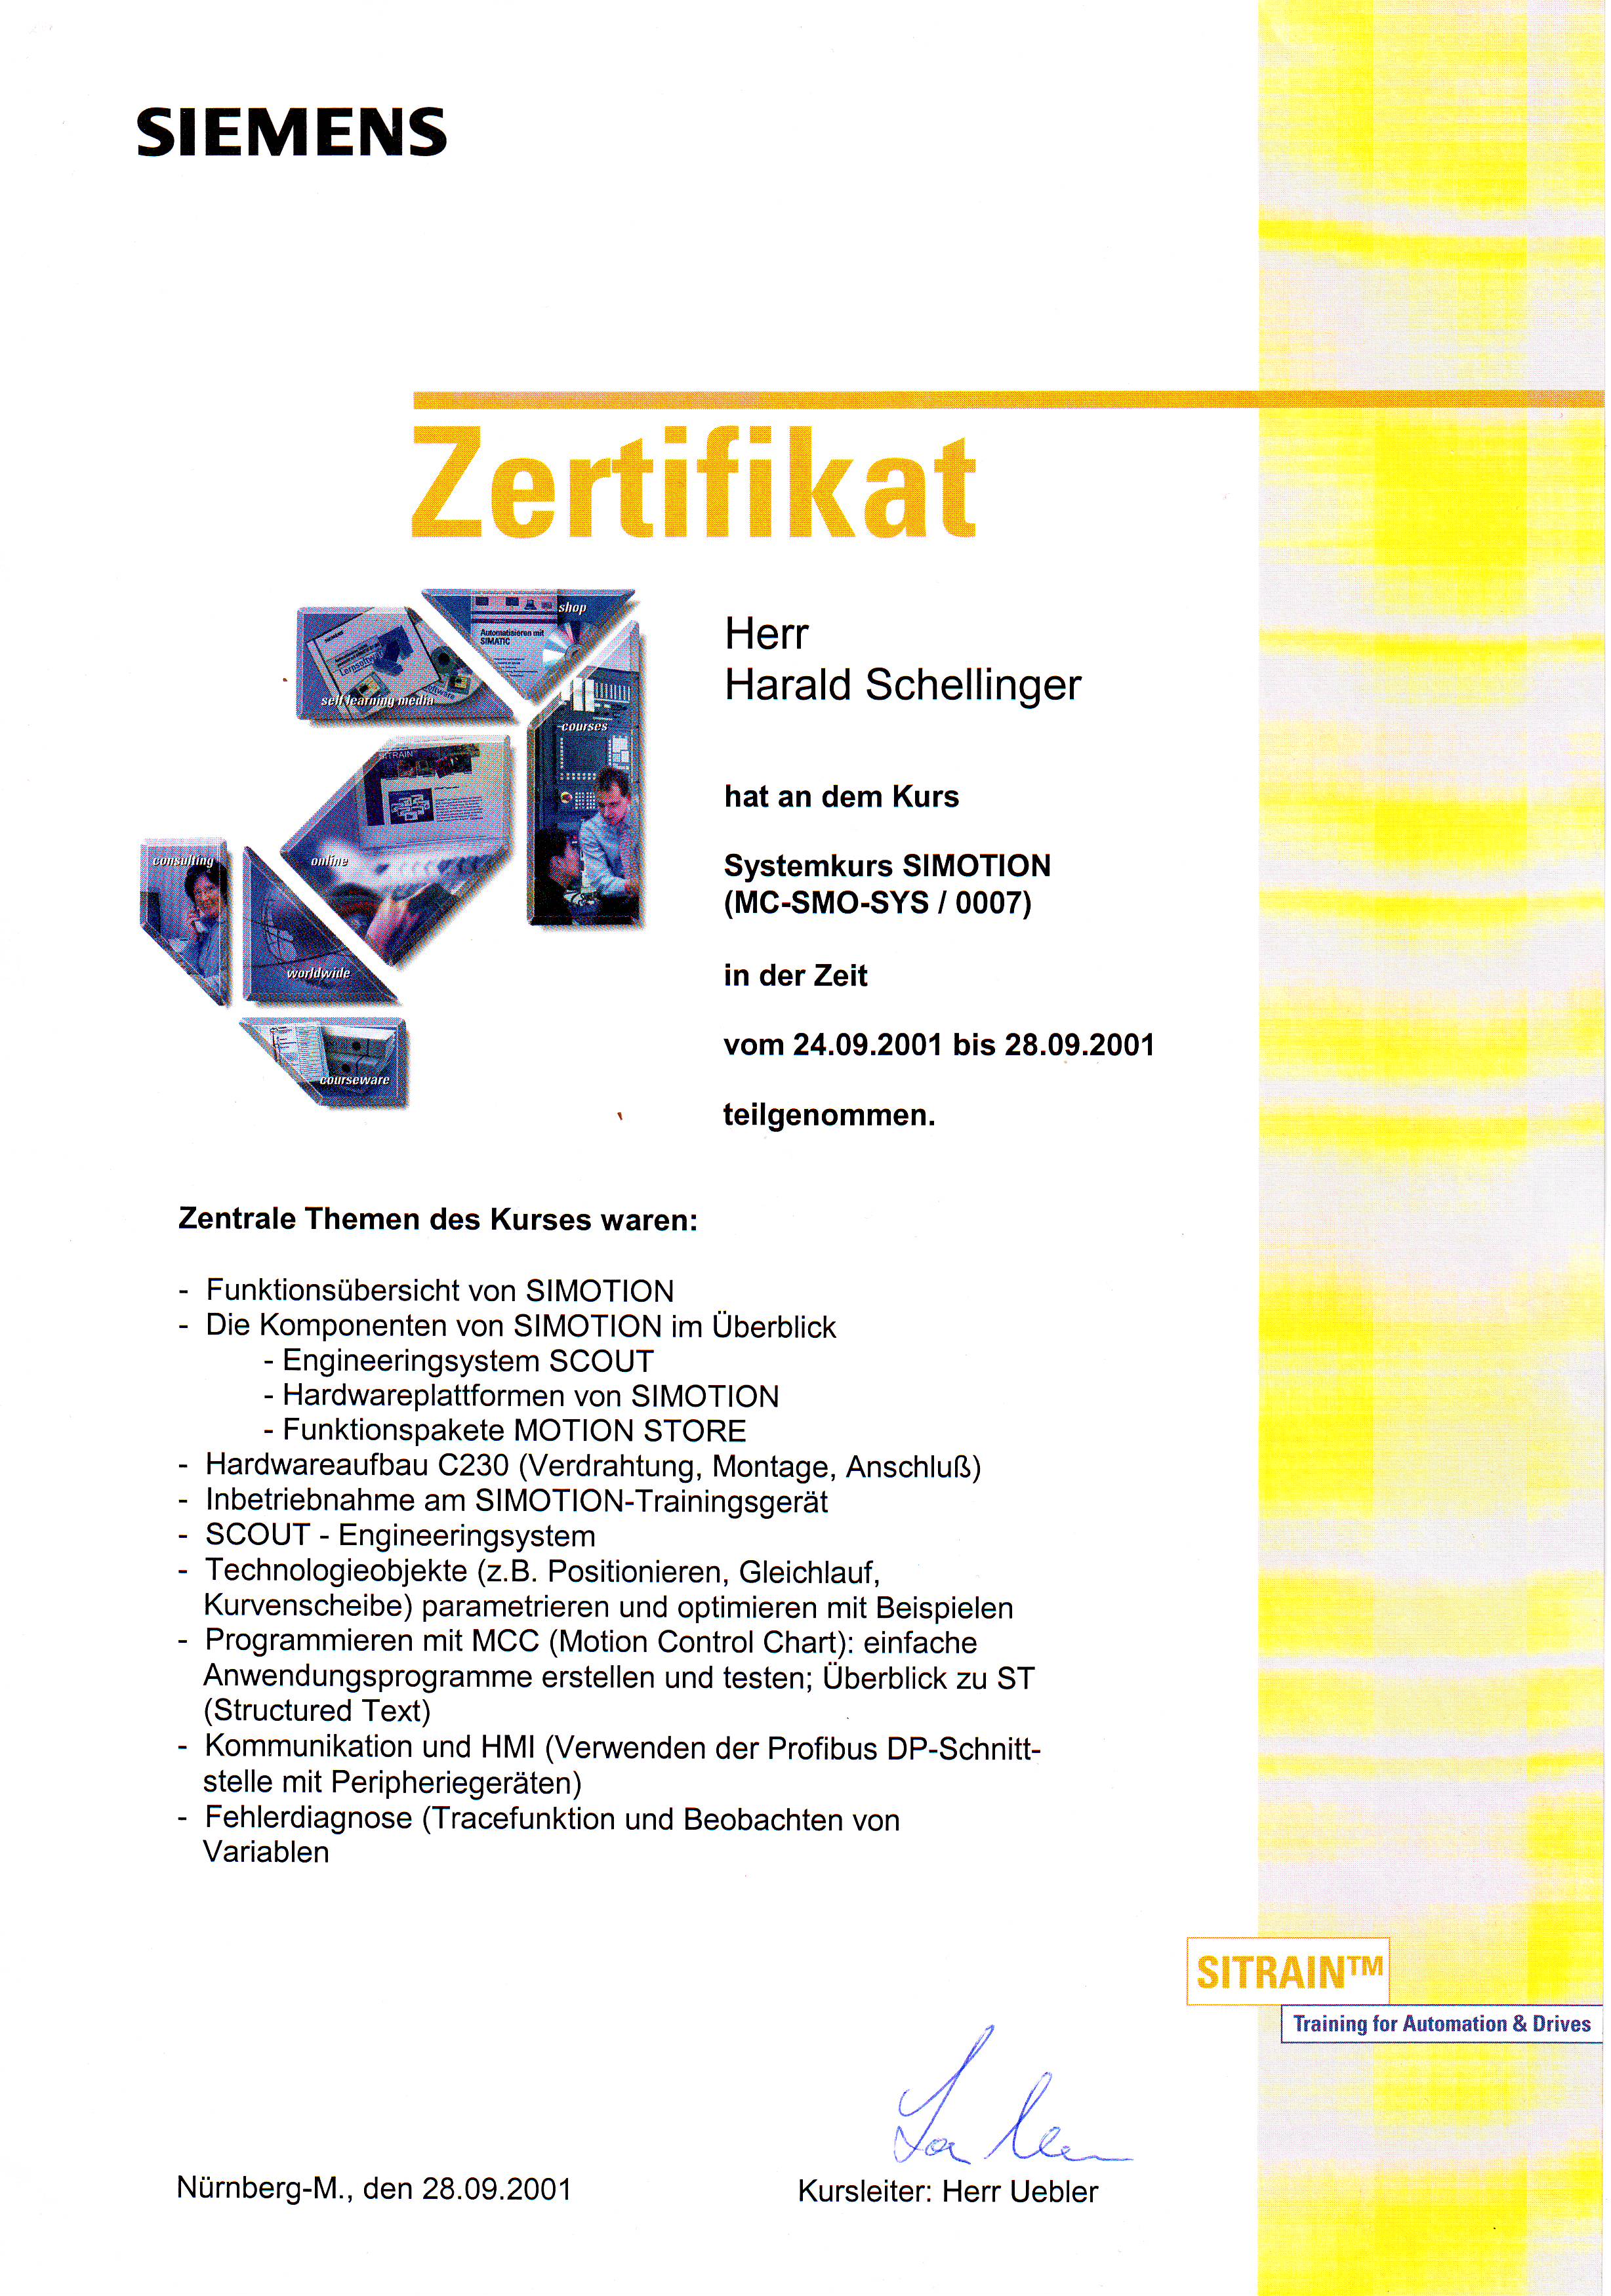 SIEMENS
Zertifikat
shop
Automatisieren mit
SIMATIC
Lernsoftware
self learning media
courses
SITRAIN
consulting
online
worldwide
courseware
Herr
Harald Schellinger
hat an dem Kurs
Systemkurs SIMOTION
(MC-SMO-SYS / 0007)
in der Zeit
vom 24.09.2001 bis 28.09.2001
teilgenommen.
Zentrale Themen des Kurses waren:
- Funktionsübersicht von SIMOTION
- Die Komponenten von SIMOTION im Überblick
- Engineeringsystem SCOUT
- Hardwareplattformen von SIMOTION
- Funktionspakete MOTION STORE
- Hardwareaufbau C230 (Verdrahtung, Montage, Anschluß)
- Inbetriebnahme am SIMOTION-Trainingsgerät
- SCOUT - Engineeringsystem
- Technologieobjekte (z.B. Positionieren, Gleichlauf,
Kurvenscheibe) parametrieren und optimieren mit Beispielen
- Programmieren mit MCC (Motion Control Chart): einfache
Anwendungsprogramme erstellen und testen; Überblick zu ST
(Structured Text)
- Kommunikation und HMI (Verwenden der Profibus DP-Schnitt-
stelle mit Peripheriegeräten)
- Fehlerdiagnose (Tracefunktion und Beobachten von
Variablen
SITRAIN™
Training for Automation & Drives
Nürnberg-M., den 28.09.2001
Kursleiter: Herr Uebler